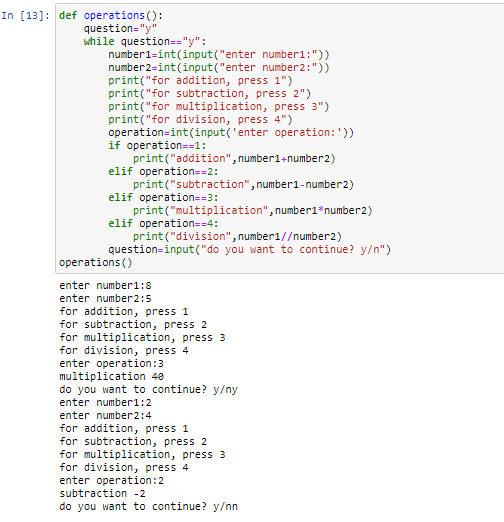 In [13]: def operations():
    question="y"
    while question=="y":
        number1=int(input("enter number1:"))
        number2=int(input("enter number2:"))
        print("for addition, press 1")
        print("for subtraction, press 2")
        print("for multiplication, press 3")
        print("for division, press 4")
        operation=int(input('enter operation:'))
        if operation==1:
            print("addition",number1+number2)
        elif operation==2:
            print("subtraction",number1-number2)
        elif operation==3:
            print("multiplication",number1*number2)
        elif operation==4:
            print("division",number1//number2)
        question=input("do you want to continue? y/n")
operations()
enter number1:8
enter number2:5
for addition, press 1
for subtraction, press 2
for multiplication, press 3
for division, press 4
enter operation:3
multiplication 40
do you want to continue? y/ny
enter number1:2
enter number2:4
for addition, press 1
for subtraction, press 2
for multiplication, press 3
for division, press 4
enter operation:2
subtraction -2
do you want to continue? y/nn